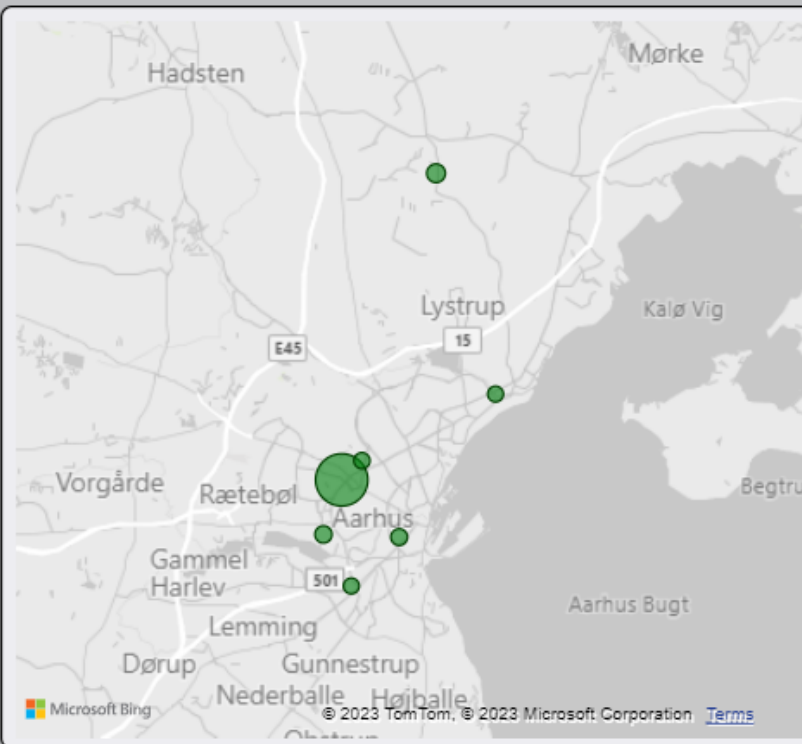 Mørke
Hadsten
Lystrup
Kalø Vig
15
E45
Vorgårde
Rætebøl
Begtru
Aarhus
Gammel
Harlev
501
Aarhus Bugt
Lemming
Dørup
Gunnestrup
Nederballe
Højballe
Microsoft Bing
© 2023 TomTom, © 2023 Microsoft Corporation Terms